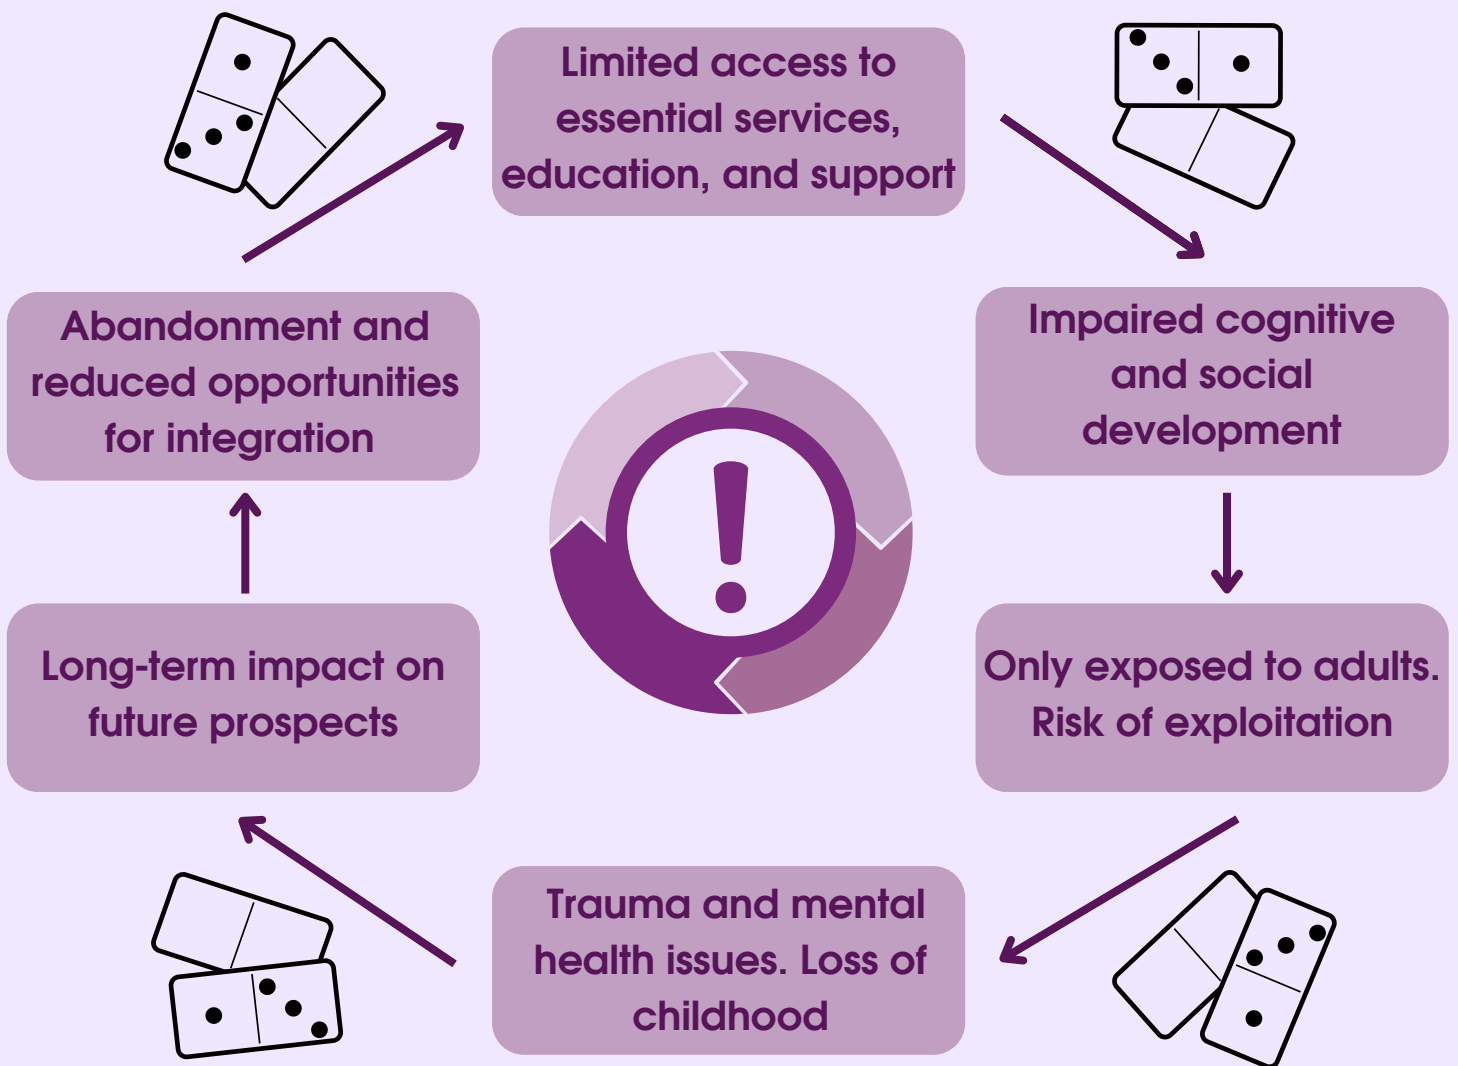 Limited access to
essential services,
education, and support
Impaired cognitive
and social
development
Only exposed to adults.
Risk of exploitation
Trauma and mental
health issues. Loss of
childhood
Long-term impact on
future prospects
Abandonment and
reduced opportunities
for integration
!